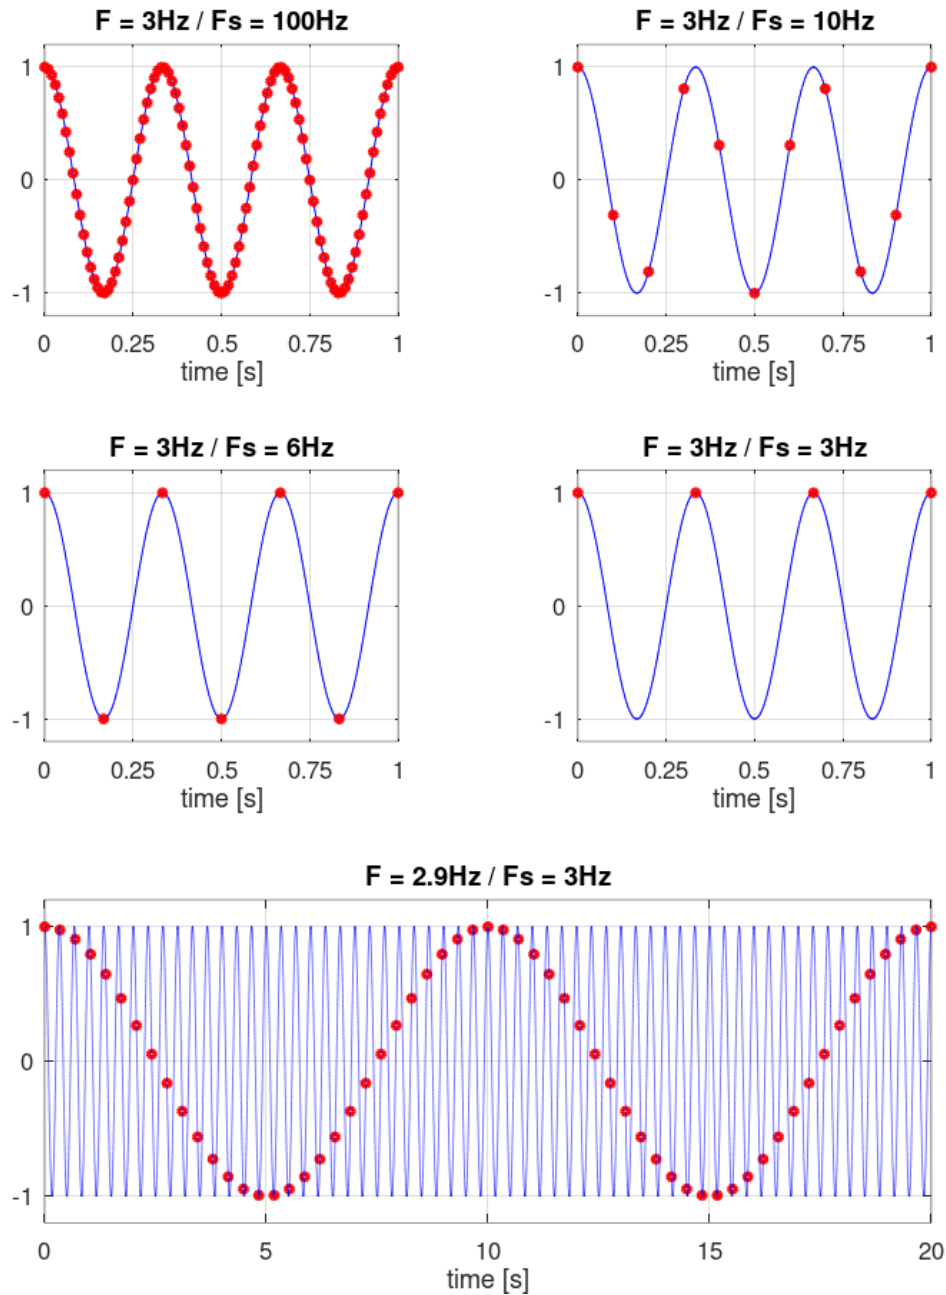 F = 3Hz / Fs = 100Hz
1
0
-1
0 0.25 0.5 0.75 1
time [s]
F = 3Hz / Fs = 10Hz
1
0
-1
0 0.25 0.5 0.75 1
time [s]
F = 3Hz / Fs = 6Hz
1
0
-1
0 0.25 0.5 0.75 1
time [s]
F = 3Hz / Fs = 3Hz
1
0
-1
0 0.25 0.5 0.75 1
time [s]
F = 2.9Hz / Fs = 3Hz
1
0
-1
0 5 10 15 20
time [s]